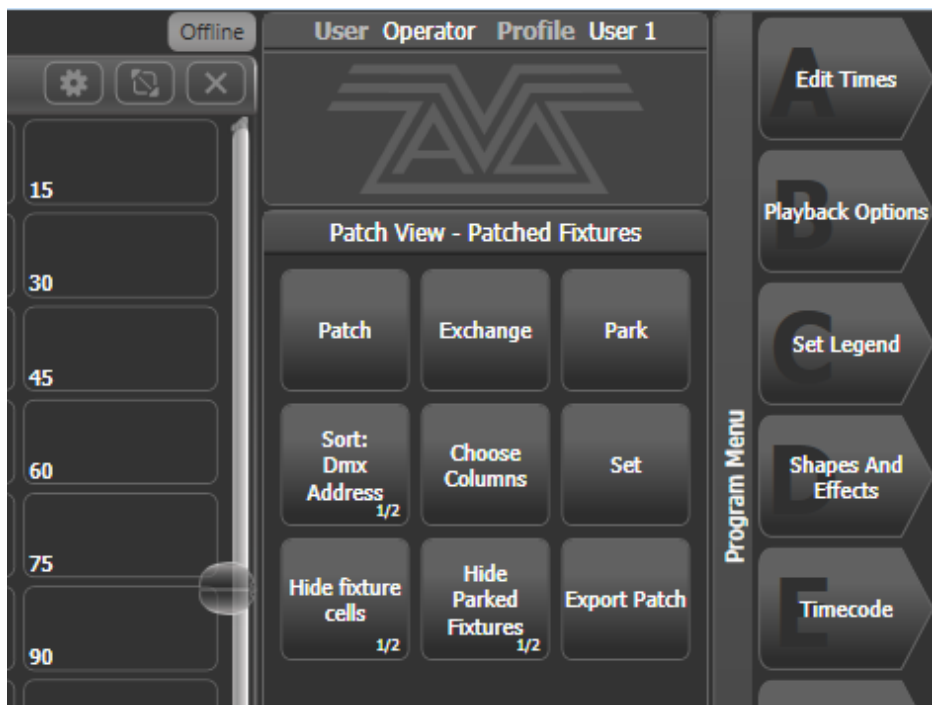 Offline
User Operator Profile User 1
AVO
15
30
45
60
75
90
Patch View - Patched Fixtures
Patch
Exchange
Park
Sort:
Dmx
Address
1/2
Choose
Columns
Set
Hide fixture
cells
1/2
Hide
Parked
Fixtures
1/2
Export Patch
Program Menu
A
Edit Times
B
Playback Options
C
Set Legend
D
Shapes And
Effects
E
Timecode